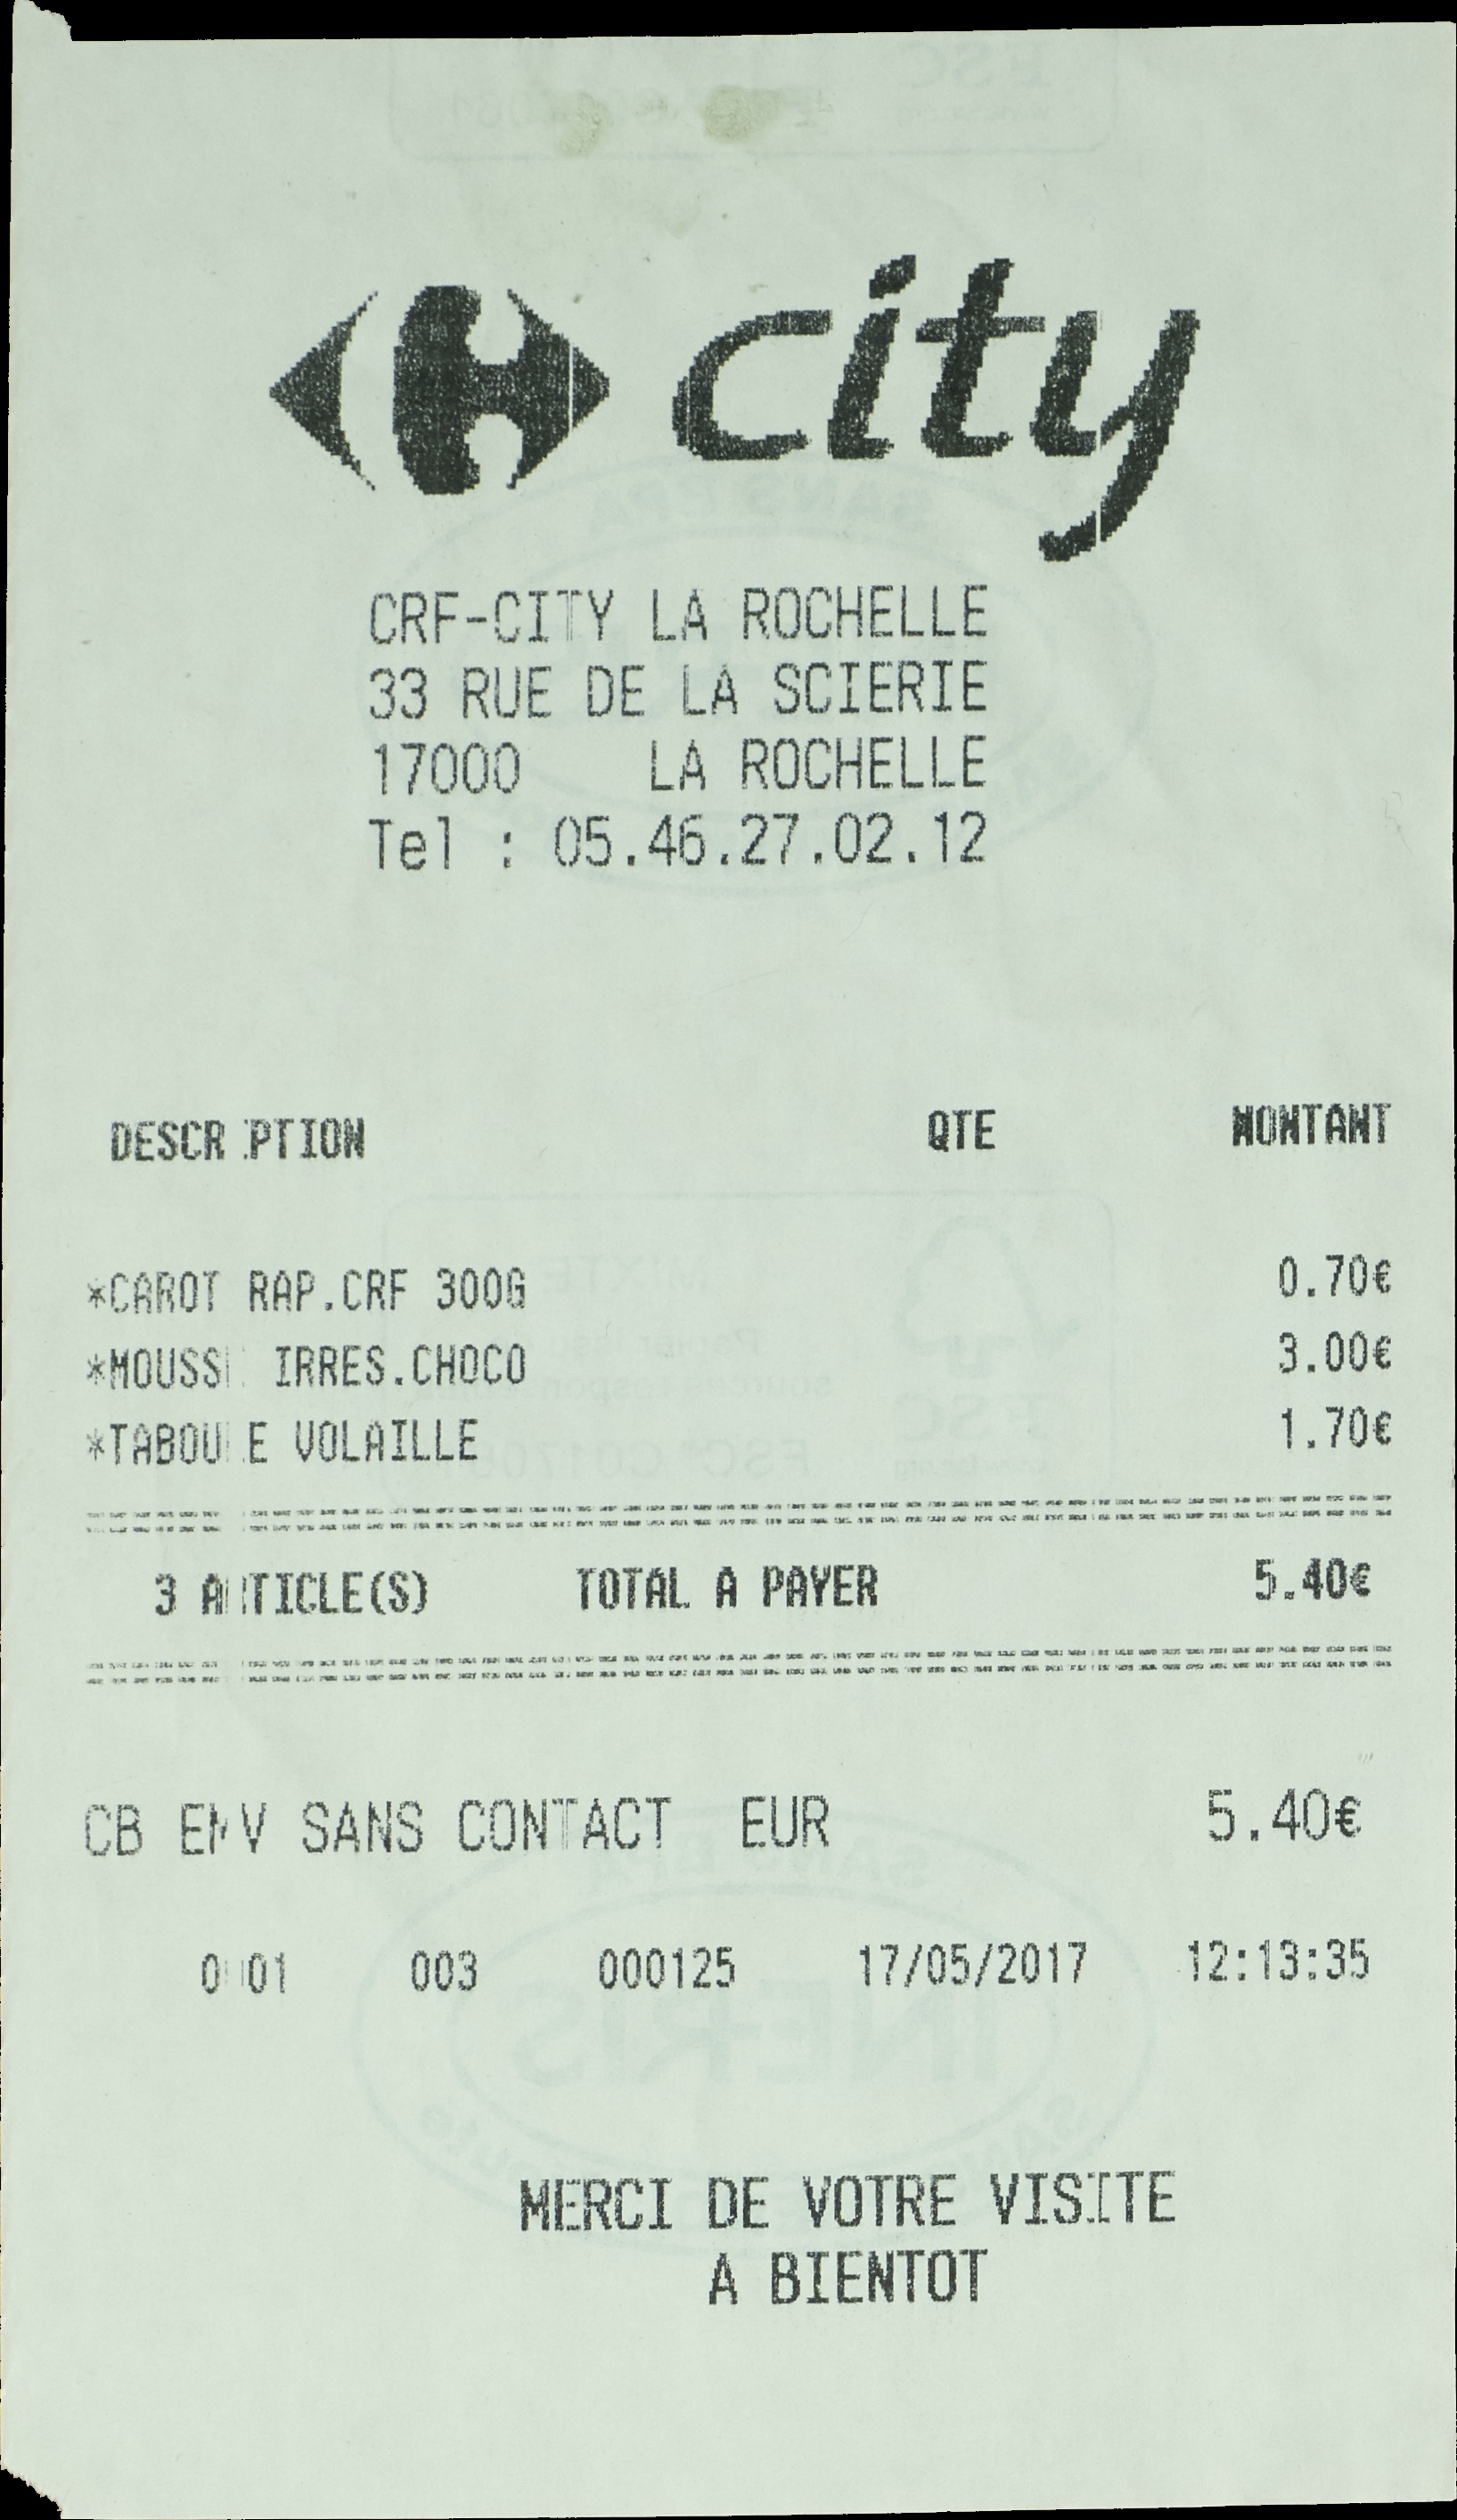 city
CRF-CITY LA ROCHELLE
33 RUE DE LA SCIERIE
17000 LA ROCHELLE
Tel : 05.46.27.02.12
DESCRIPTION QTE MONTANT
*CAROT RAP.CRF 300G 0.70€
*MOUSSE IRRES.CHOCO 3.00€
*TABOULE VOLAILLE 1.70€
3 ARTICLE(S) TOTAL A PAYER 5.40€
CB EMV SANS CONTACT EUR 5.40€
0001 003 000125 17/05/2017 12:13:35
MERCI DE VOTRE VISITE
A BIENTOT